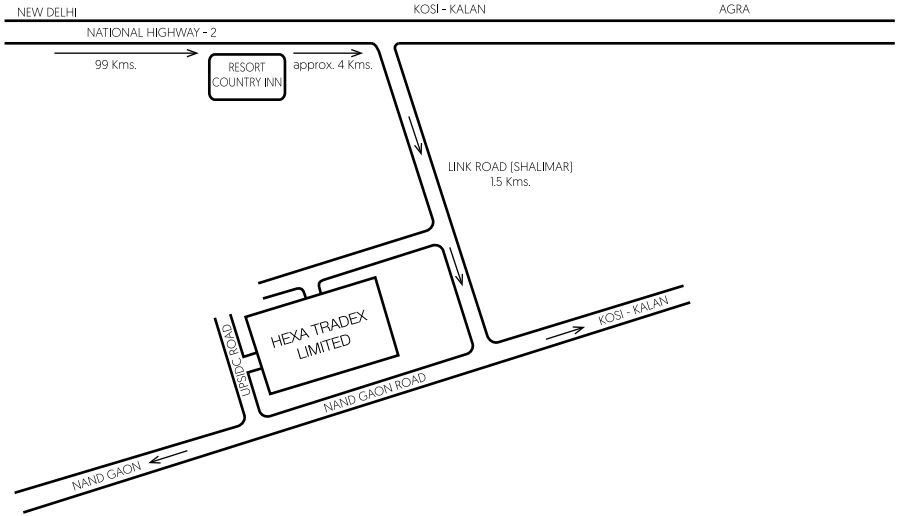 NEW DELHI
KOSI - KALAN
AGRA
NATIONAL HIGHWAY - 2
99 Kms.
RESORT
COUNTRY INN
approx. 4 Kms.
LINK ROAD (SHALIMAR)
1.5 Kms.
HEXA TRADEX
LIMITED
UPSIDC ROAD
KOSI - KALAN
NAND GAON ROAD
NAND GAON